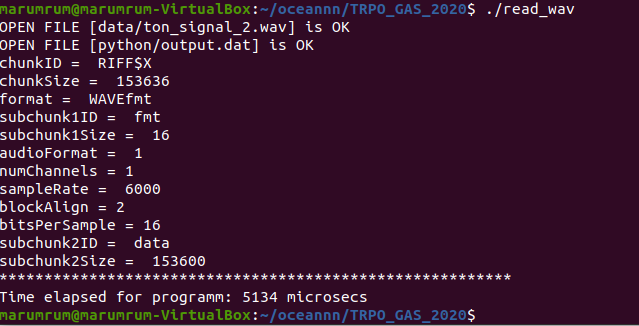 marumrum@marumrum-VirtualBox:~/oceannn/TRPO_GAS_2020$ ./read_wav
OPEN FILE [data/ton_signal_2.wav] is OK
OPEN FILE [python/output.dat] is OK
chunkID =  RIFF$X
chunkSize =  153636
format =  WAVEfmt
subchunk1ID =  fmt
subchunk1Size =  16
audioFormat =  1
numChannels = 1
sampleRate =  6000
blockAlign = 2
bitsPerSample = 16
subchunk2ID =  data
subchunk2Size =  153600
*********************************************************
Time elapsed for programm: 5134 microsecs
marumrum@marumrum-VirtualBox:~/oceannn/TRPO_GAS_2020$